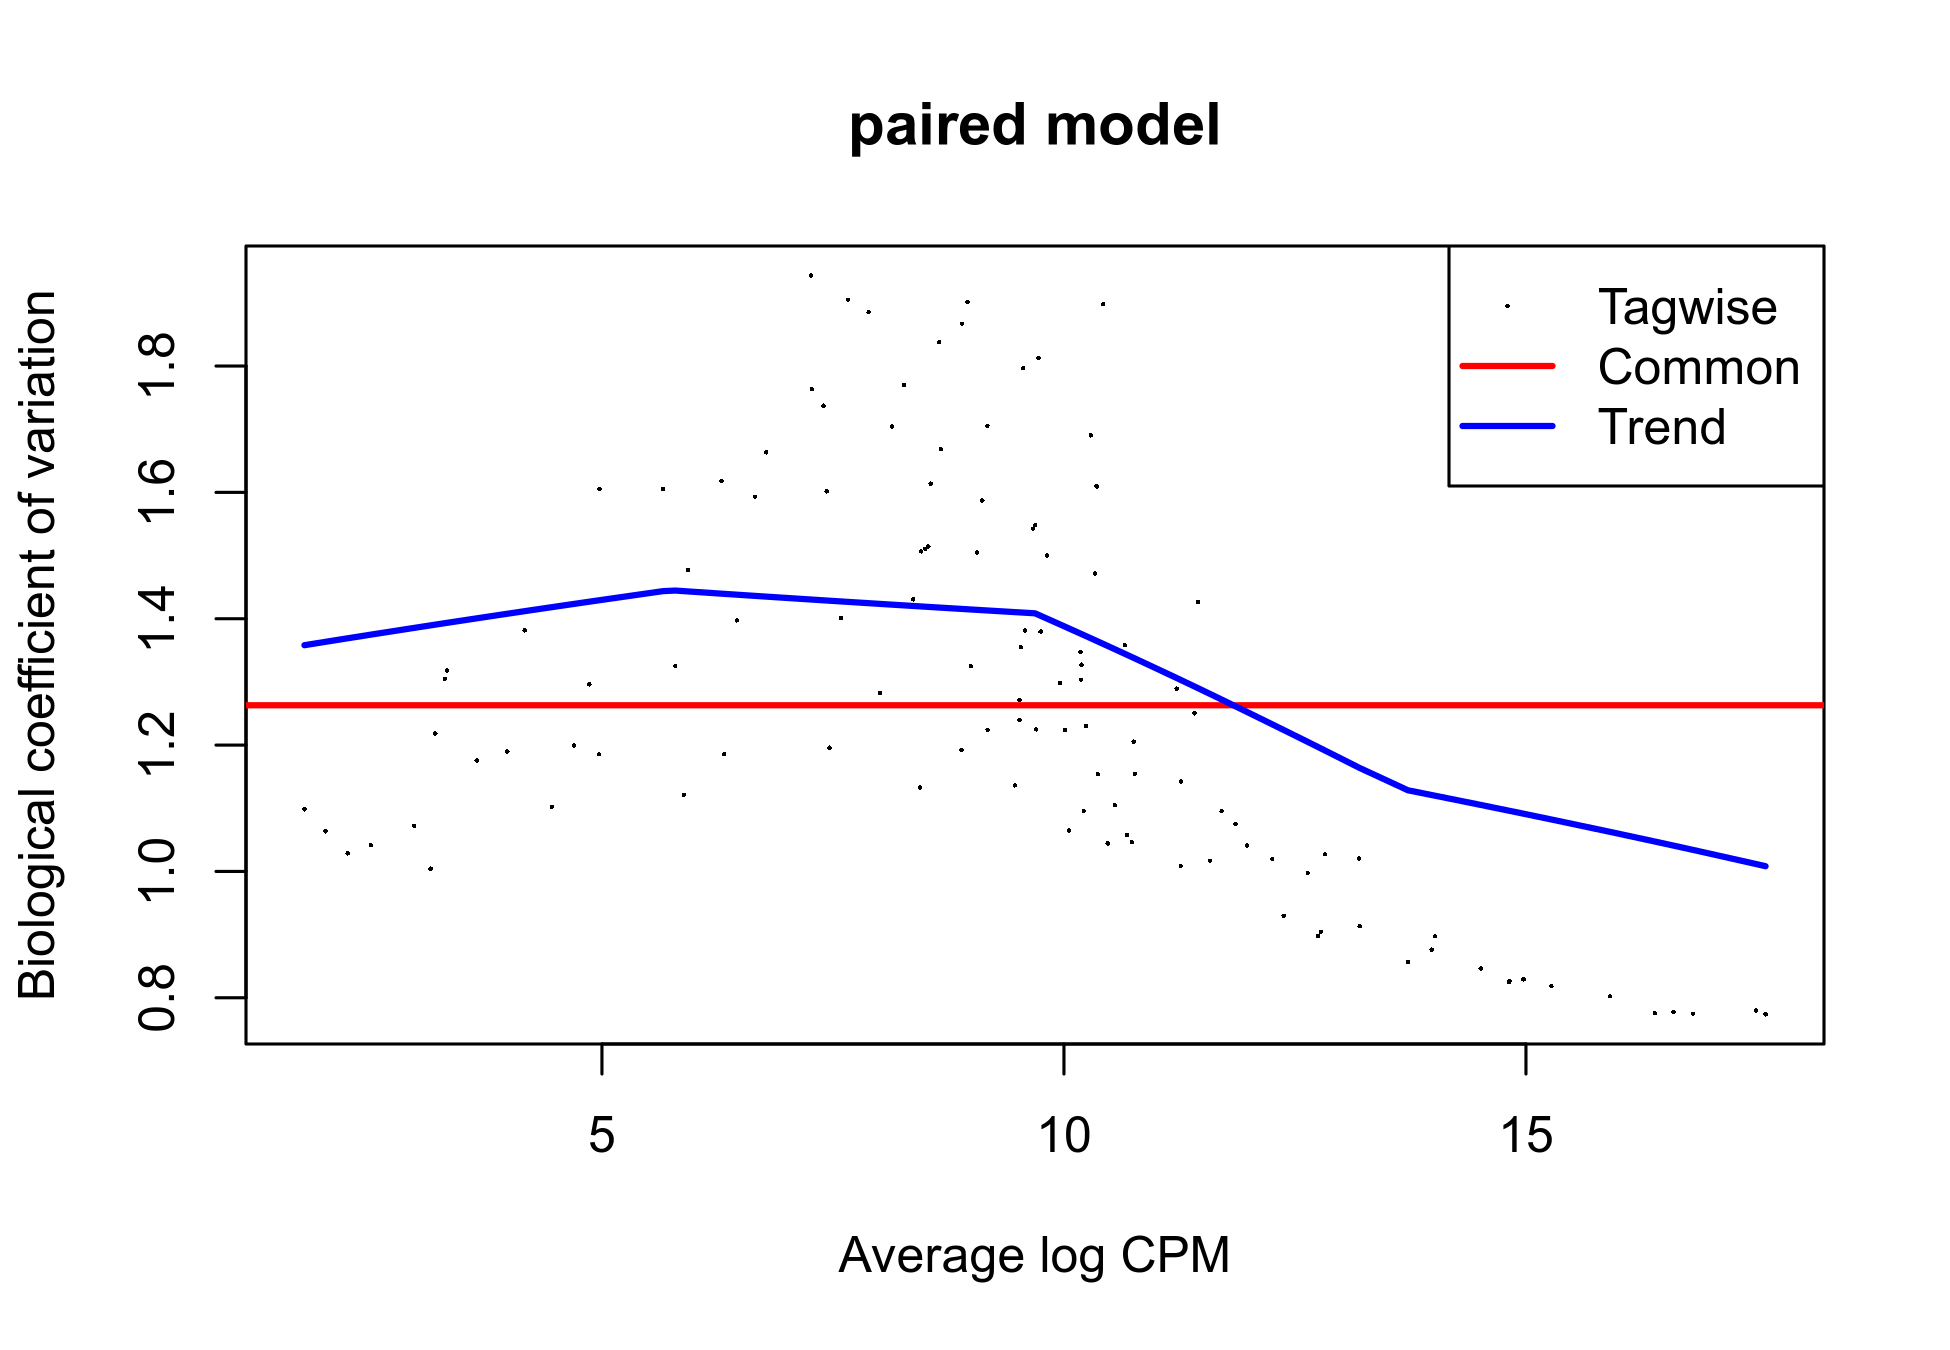 paired model
Tagwise
Common
Trend
Biological coefficient of variation
0.8
1.0
1.2
1.4
1.6
1.8
5
10
15
Average log CPM